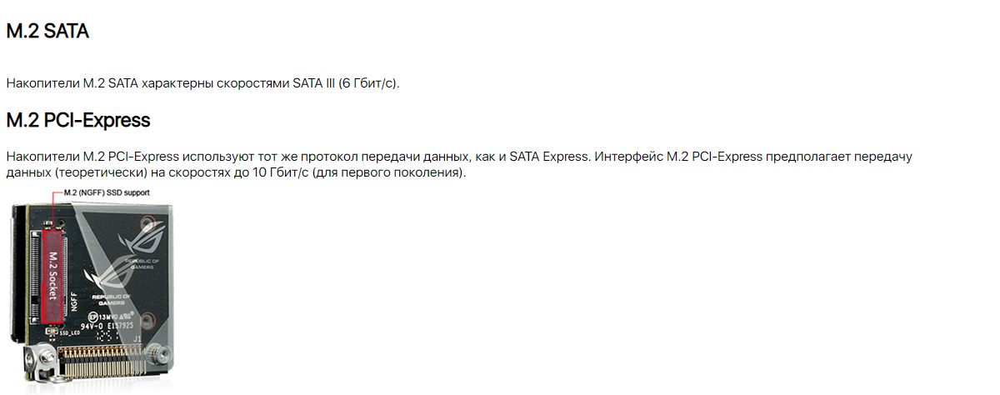 M.2 SATA
Накопители M.2 SATA характерны скоростями SATA III (6 Гбит/с).
M.2 PCI-Express
Накопители M.2 PCI-Express используют тот же протокол передачи данных, как и SATA Express. Интерфейс M.2 PCI-Express предполагает передачу
данных (теоретически) на скоростях до 10 Гбит/с (для первого поколения).
M.2 (NGFF) SSD support
M.2 Socket
NGFF
REPUBLIC OF
GAMERS
REPUBLIC OF
GAMERS
13MV0
94V-0 E157925
SSD_LED
J1